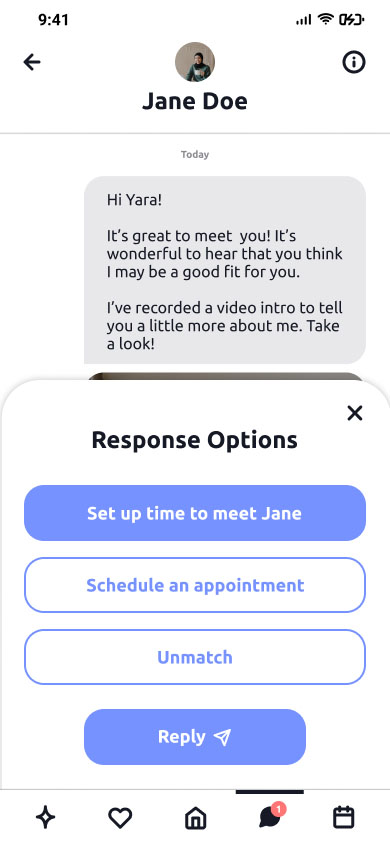 9:41
Jane Doe
Today
Hi Yara!
It’s great to meet  you! It’s
wonderful to hear that you think
I may be a good fit for you.
I’ve recorded a video intro to tell
you a little more about me. Take
a look!
Response Options
Set up time to meet Jane
Schedule an appointment
Unmatch
Reply
1